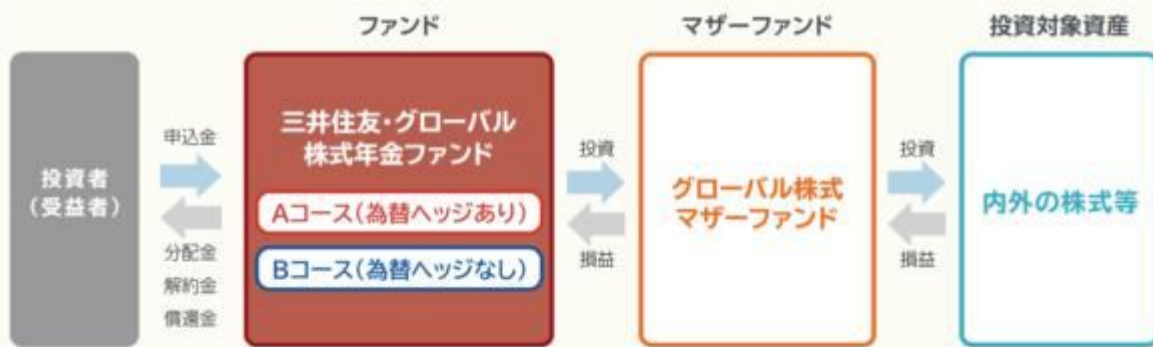 ファンド
マザーファンド
投資対象資産
投資者
(受益者)
申込金
分配金
解約金
償還金
三井住友・グローバル
株式年金ファンド
Aコース(為替ヘッジあり)
Bコース(為替ヘッジなし)
投資
損益
グローバル株式
マザーファンド
投資
損益
内外の株式等